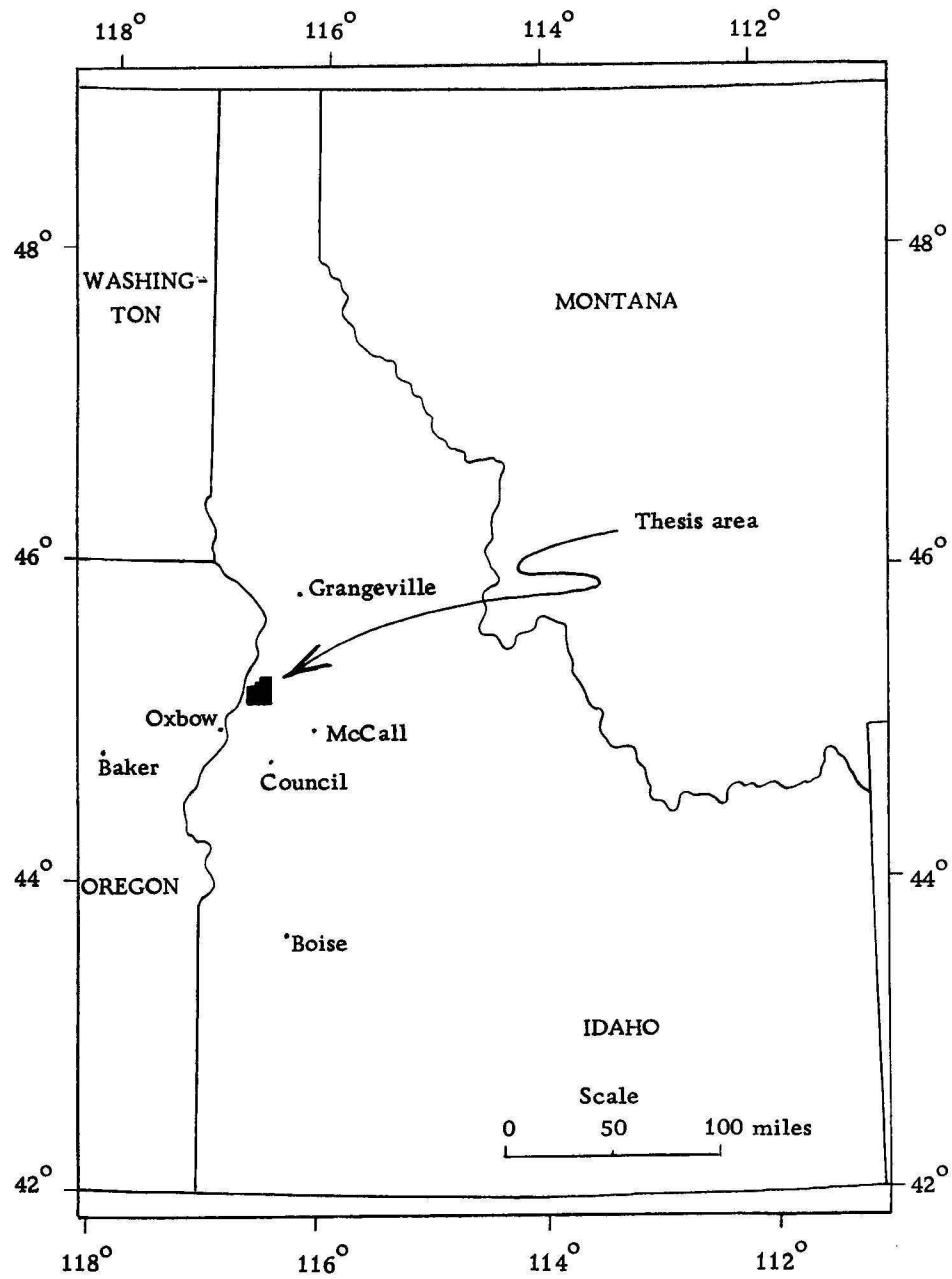 118° 116° 114° 112°
48° 48°
WASHING-
TON
MONTANA
Thesis area
46° 46°
Grangeville
Oxbow
McCall
Baker
Council
44° 44°
OREGON
Boise
IDAHO
Scale
0 50 100 miles
42° 42°
118° 116° 114° 112°